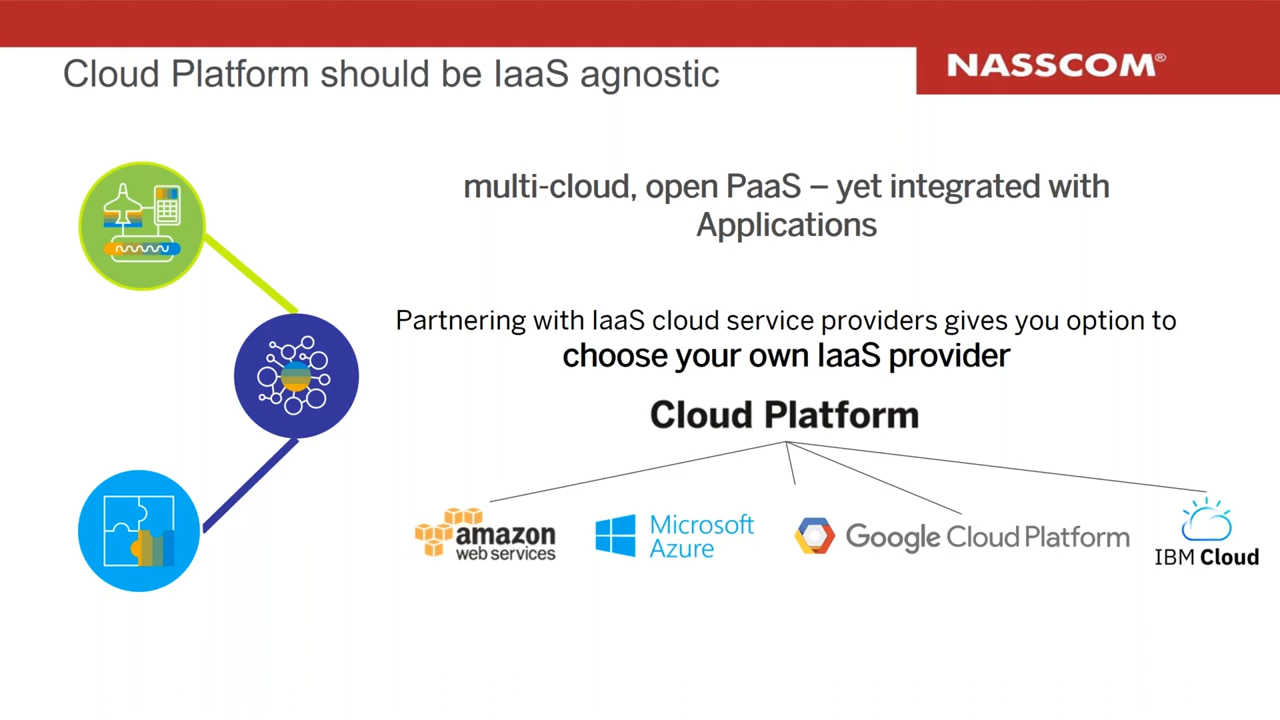 Cloud Platform should be IaaS agnostic
NASSCOM®
multi-cloud, open PaaS – yet integrated with
Applications
Partnering with IaaS cloud service providers gives you option to
choose your own IaaS provider
Cloud Platform
amazon
web services
Microsoft
Azure
Google Cloud Platform
IBM Cloud